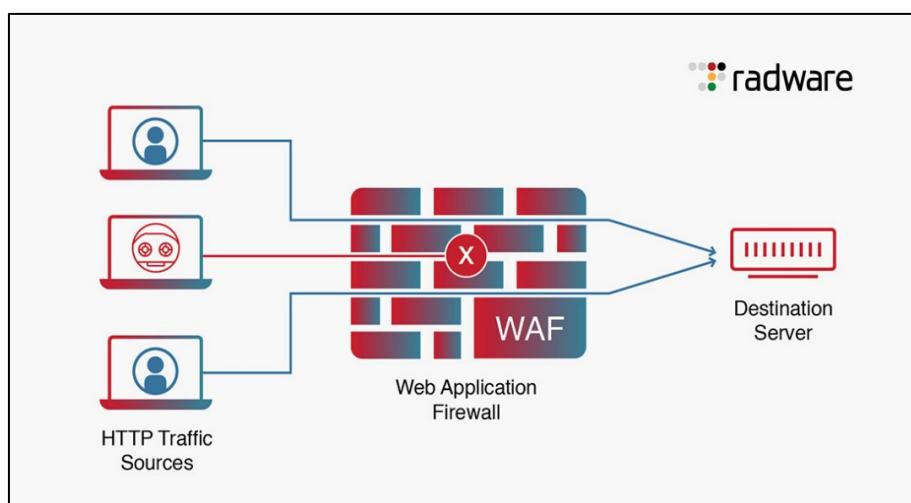 radware
X
WAF
Web Application
Firewall
HTTP Traffic
Sources
Destination
Server